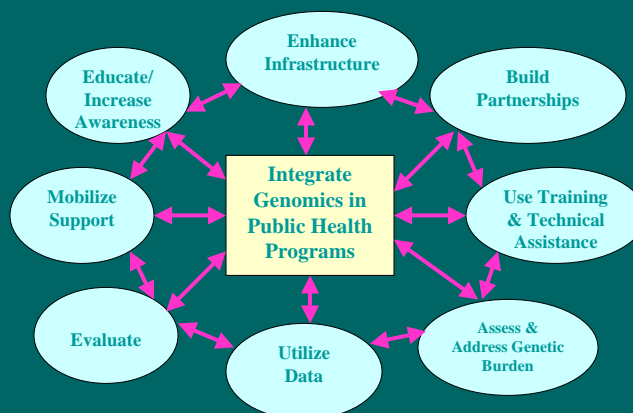 Enhance
Infrastructure
Educate/
Increase
Awareness
Build
Partnerships
Integrate
Genomics in
Public Health
Programs
Mobilize
Support
Use Training
& Technical
Assistance
Evaluate
Utilize
Data
Assess &
Address Genetic
Burden